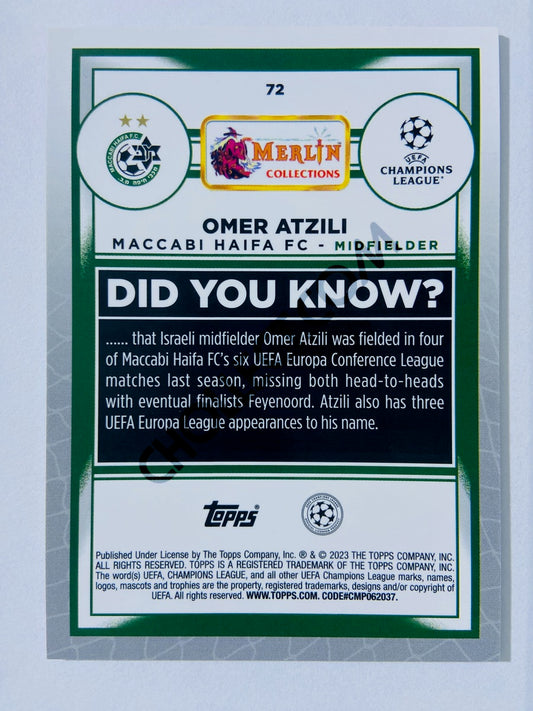 72
MACCABI HAIFA F.C.
MERLIN
COLLECTIONS
UEFA
CHAMPIONS
LEAGUE
OMER ATZILI
MACCABI HAIFA FC - MIDFIELDER
DID YOU KNOW?
...... that Israeli midfielder Omer Atzili was fielded in four
of Maccabi Haifa FC's six UEFA Europa Conference League
matches last season, missing both head-to-heads
with eventual finalists Feyenoord. Atzili also has three
UEFA Europa League appearances to his name.
Topps
Published Under License by The Topps Company, Inc. ® & © 2023 THE TOPPS COMPANY, INC.
ALL RIGHTS RESERVED. TOPPS IS A REGISTERED TRADEMARK OF THE TOPPS COMPANY, INC.
The word(s) UEFA, CHAMPIONS LEAGUE, and all other UEFA Champions League marks, names,
logos, mascots and trophies are the property, registered trademarks, designs and/or copyright of
UEFA. All rights reserved. WWW.TOPPS.COM. CODE#CMP062037.